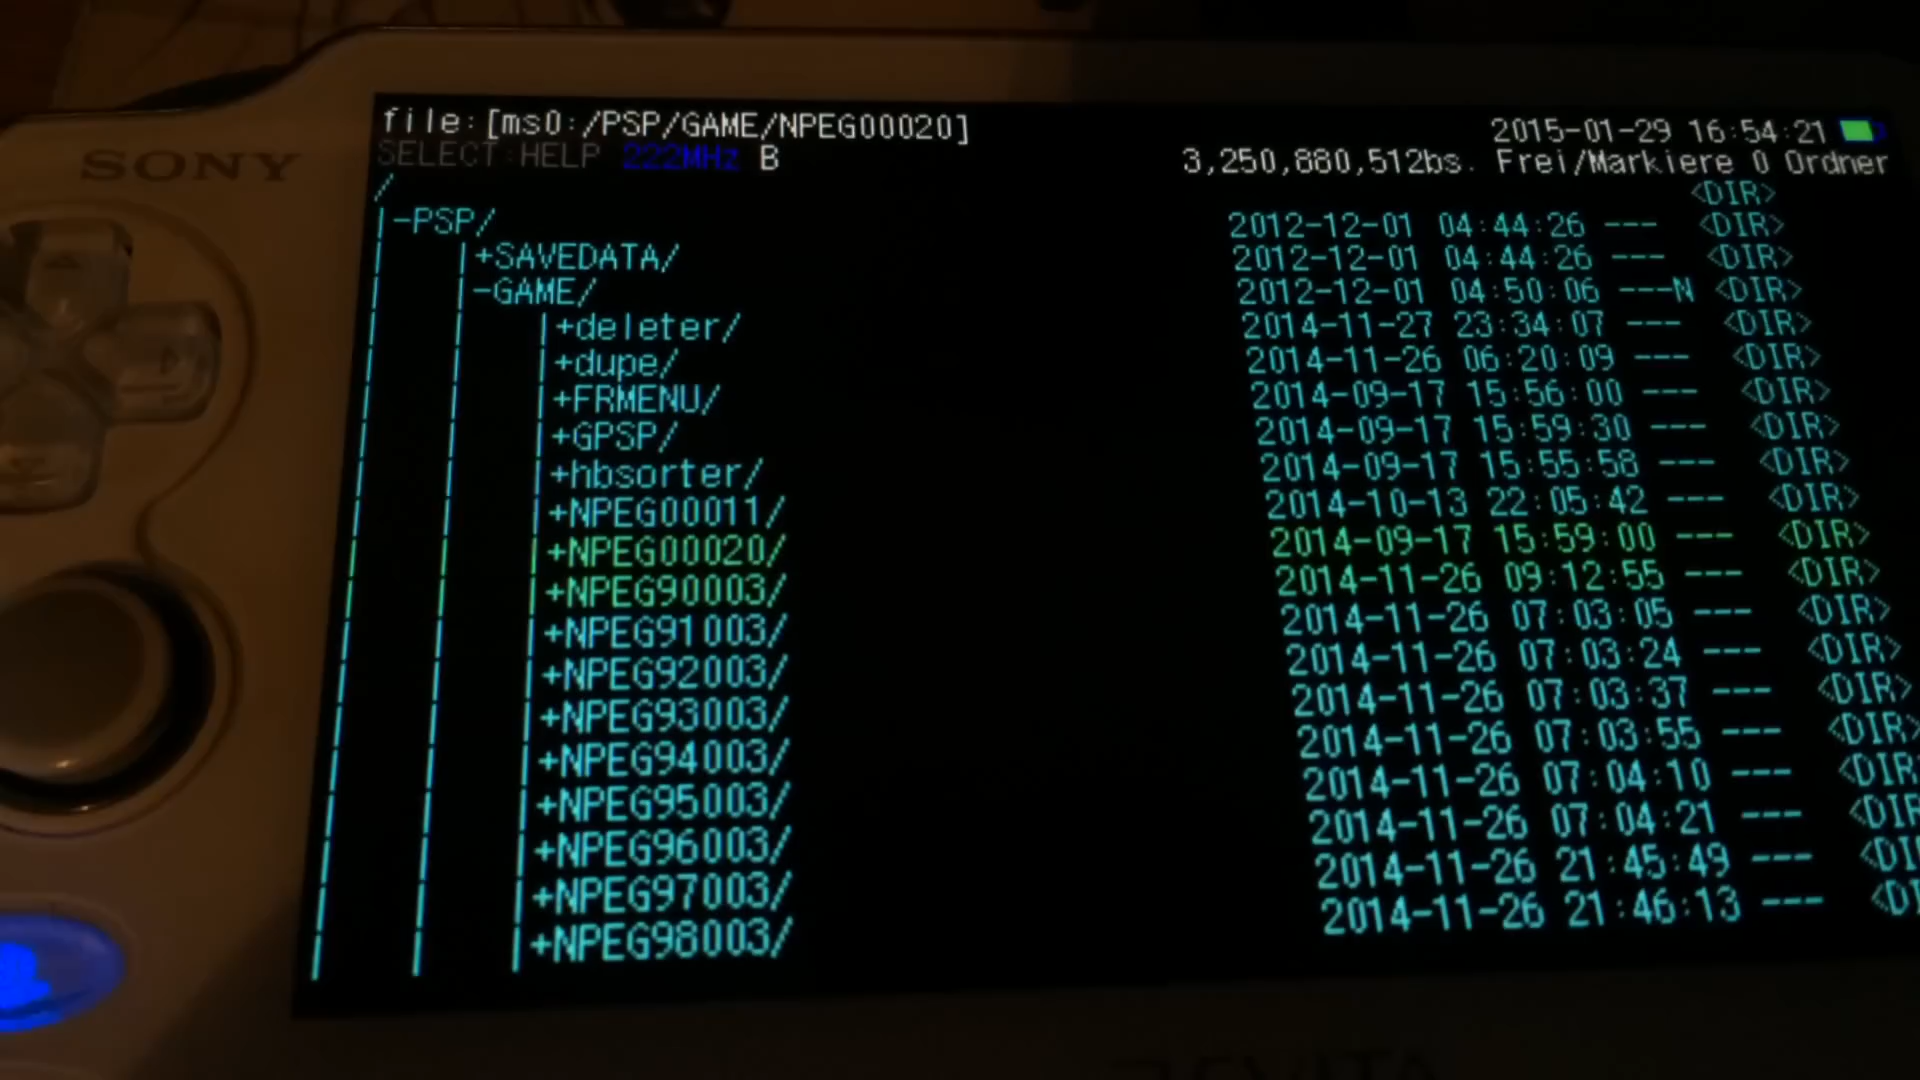 SONY
file:[ms0:/PSP/GAME/NPEG00020] 2015-01-29 16:54:21
SELECT:HELP 222MHz B 3,250,880,512bs. Frei/Markiere 0 Ordner
/ <DIR>
|-PSP/ 2012-12-01 04:44:26 --- <DIR>
| |+SAVEDATA/ 2012-12-01 04:44:26 --- <DIR>
| |-GAME/ 2012-12-01 04:50:06 ---N <DIR>
| | |+deleter/ 2014-11-27 23:34:07 --- <DIR>
| | |+dupe/ 2014-11-26 06:20:09 --- <DIR>
| | |+FRMENU/ 2014-09-17 15:56:00 --- <DIR>
| | |+GPSP/ 2014-09-17 15:59:30 --- <DIR>
| | |+hbsorter/ 2014-09-17 15:55:58 --- <DIR>
| | |+NPEG00011/ 2014-10-13 22:05:42 --- <DIR>
| | |+NPEG00020/ 2014-09-17 15:59:00 --- <DIR>
| | |+NPEG90003/ 2014-11-26 09:12:55 --- <DIR>
| | |+NPEG91003/ 2014-11-26 07:03:05 --- <DIR>
| | |+NPEG92003/ 2014-11-26 07:03:24 --- <DIR>
| | |+NPEG93003/ 2014-11-26 07:03:37 --- <DIR>
| | |+NPEG94003/ 2014-11-26 07:03:55 --- <DIR>
| | |+NPEG95003/ 2014-11-26 07:04:10 --- <DIR
| | |+NPEG96003/ 2014-11-26 07:04:21 --- <DIR
| | |+NPEG97003/ 2014-11-26 21:45:49 --- <DI
| | |+NPEG98003/ 2014-11-26 21:46:13 --- <DI